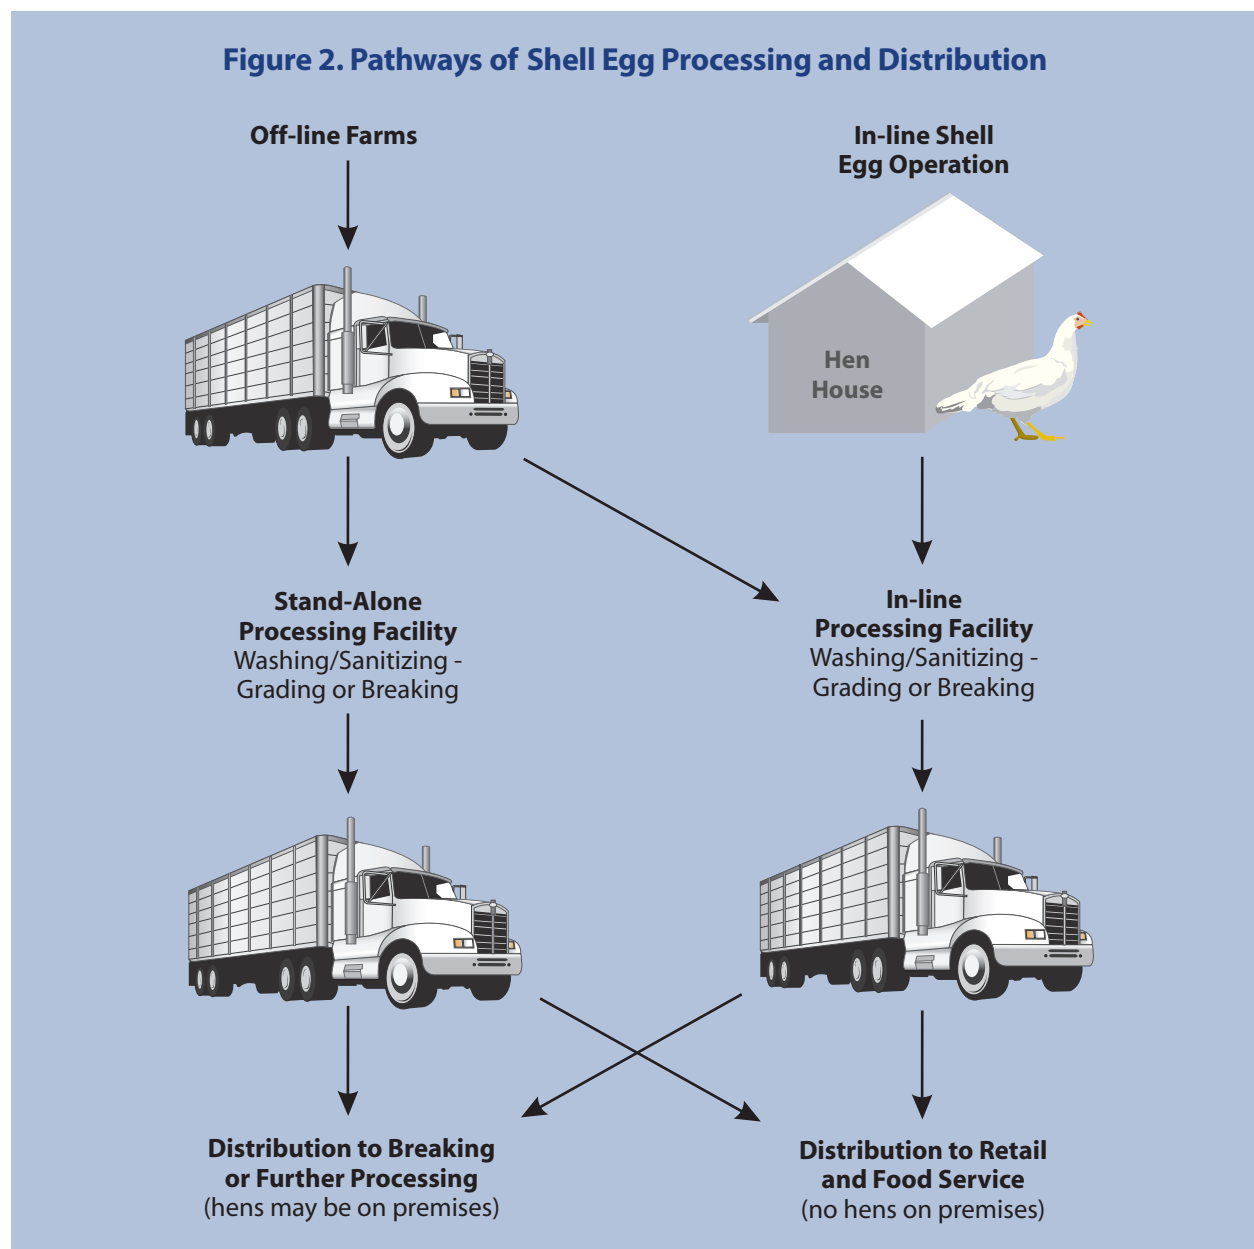 Figure 2. Pathways of Shell Egg Processing and Distribution
Off-line Farms
In-line Shell
Egg Operation
Hen
House
Stand-Alone
Processing Facility
Washing/Sanitizing -
Grading or Breaking
In-line
Processing Facility
Washing/Sanitizing -
Grading or Breaking
Distribution to Breaking
or Further Processing
(hens may be on premises)
Distribution to Retail
and Food Service
(no hens on premises)